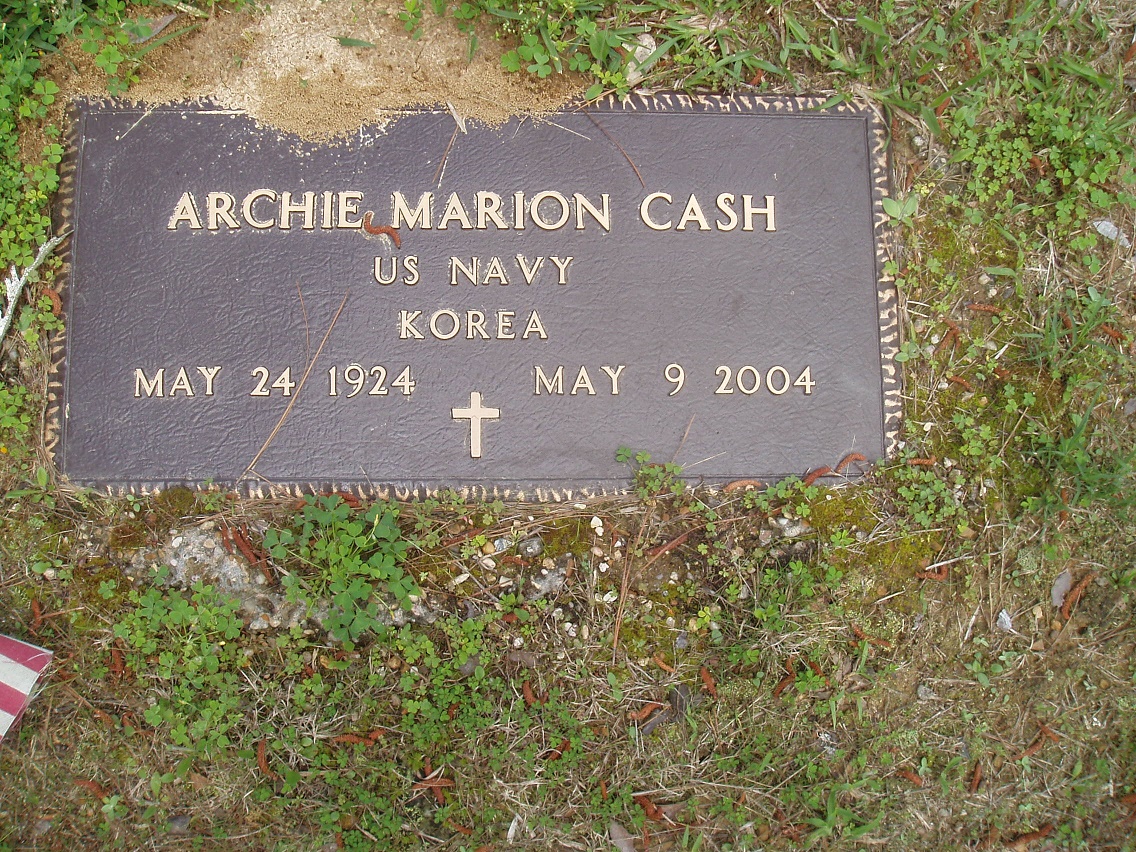 ARCHIE MARION CASH
US NAVY
KOREA
MAY 24 1924 MAY 9 2004